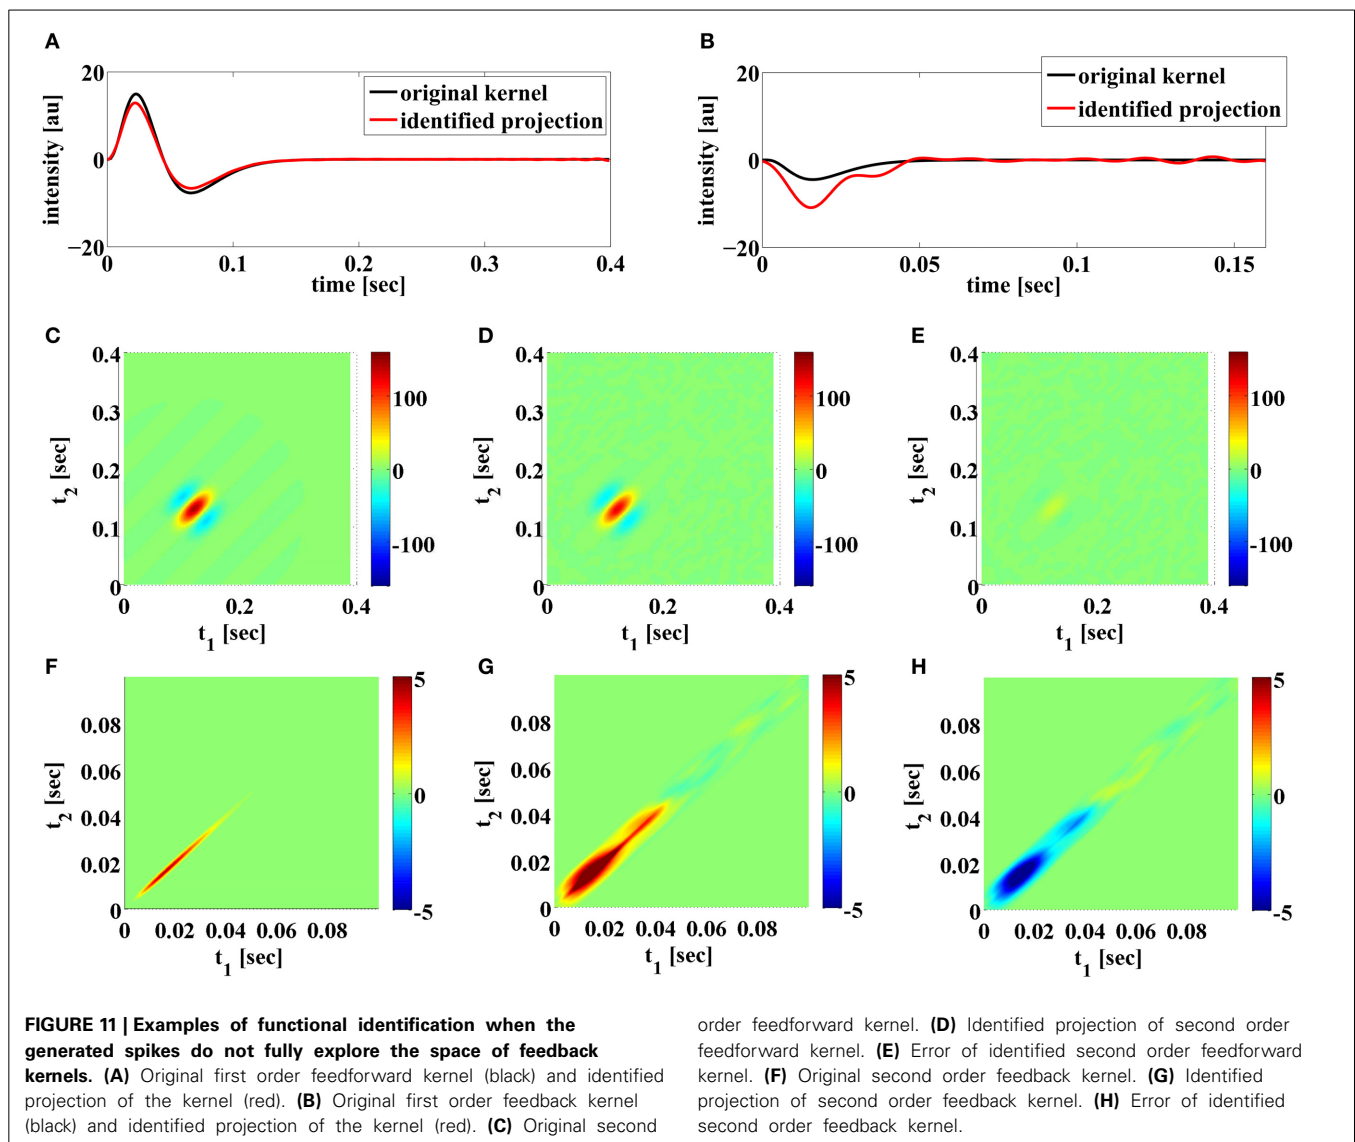 A
20
0
−20
intensity [au]
original kernel
identified projection
0 0.1 0.2 0.3 0.4
time [sec]
B
20
0
−20
intensity [au]
original kernel
identified projection
0 0.05 0.1 0.15
time [sec]
C
0.4
0.3
0.2
0.1
0
t2 [sec]
0 0.2 0.4
t1 [sec]
100
0
-100
D
0.4
0.3
0.2
0.1
0
t2 [sec]
0 0.2 0.4
t1 [sec]
100
0
-100
E
0.4
0.3
0.2
0.1
0
t2 [sec]
0 0.2 0.4
t1 [sec]
100
0
-100
F
0.08
0.06
0.04
0.02
0
t2 [sec]
0 0.02 0.04 0.06 0.08
t1 [sec]
5
0
-5
G
0.08
0.06
0.04
0.02
0
t2 [sec]
0 0.02 0.04 0.06 0.08
t1 [sec]
5
0
-5
H
0.08
0.06
0.04
0.02
0
t2 [sec]
0 0.02 0.04 0.06 0.08
t1 [sec]
5
0
-5
FIGURE 11 | Examples of functional identification when the
generated spikes do not fully explore the space of feedback
kernels. (A) Original first order feedforward kernel (black) and identified
projection of the kernel (red). (B) Original first order feedback kernel
(black) and identified projection of the kernel (red). (C) Original second
order feedforward kernel. (D) Identified projection of second order
feedforward kernel. (E) Error of identified second order feedforward
kernel. (F) Original second order feedback kernel. (G) Identified
projection of second order feedback kernel. (H) Error of identified
second order feedback kernel.